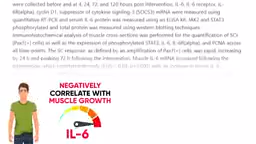 were collected before and at 4, 24, 72, and 120 hours post intervention. IL-6, IL-6 receptor, IL-
6R(alpha), cyclin D1, suppressor of cytokine signaling-3 (SOCS3) mRNA were measured using
quantitative RT-PCR and serum IL-6 protein was measured using an ELISA kit. JAK2 and STAT3
phosphorylated and total protein was measured using western blotting techniques.
Immunohistochemical analysis of muscle cross-sections was performed for the quantification of SCs
(Pax7(+) cells) as well as the expression of phosphorylated STAT3, IL-6, IL-6R(alpha), and PCNA across
all time-points. The SC response, as defined by an amplification of Pax7(+) cells, was rapid, increasing
by 24 h and peaking 72 h following the intervention. Muscle IL-6 mRNA increased following the
NEGATIVELY
CORRELATE WITH
MUSCLE GROWTH
IL-6